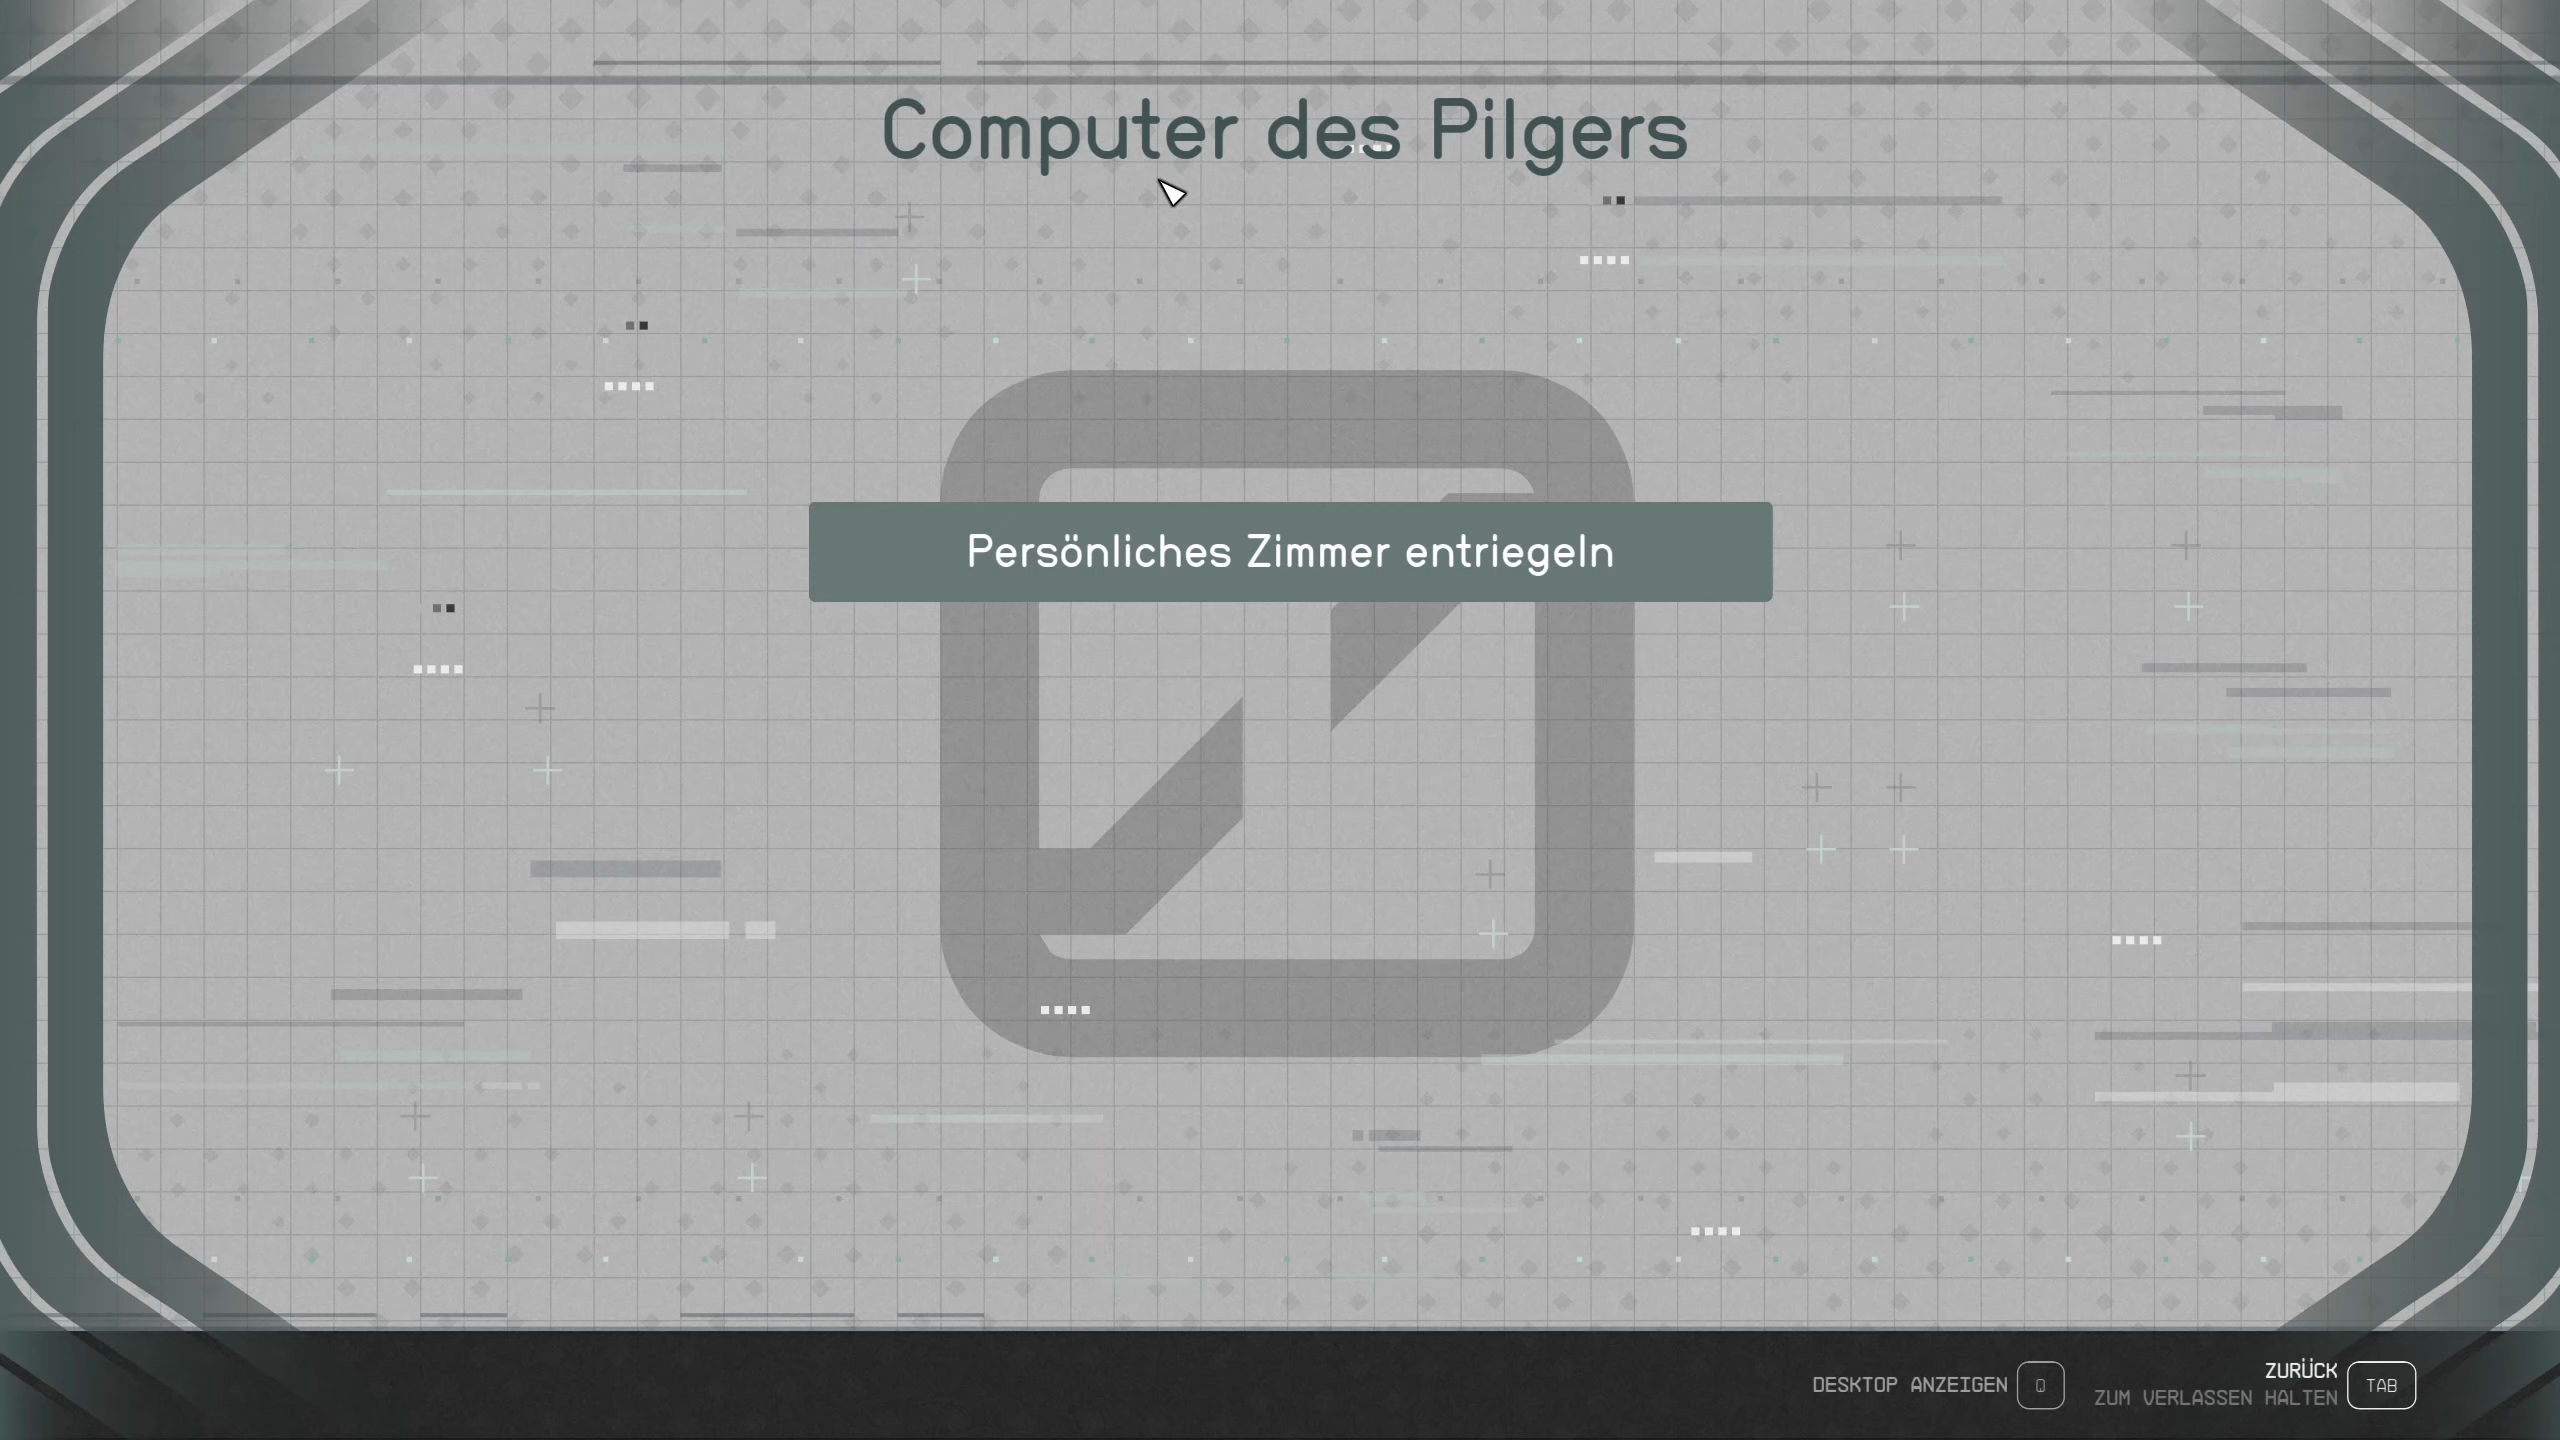 Computer des Pilgers
Persönliches Zimmer entriegeln
DESKTOP ANZEIGEN Q
ZURÜCK
ZUM VERLASSEN HALTEN
TAB